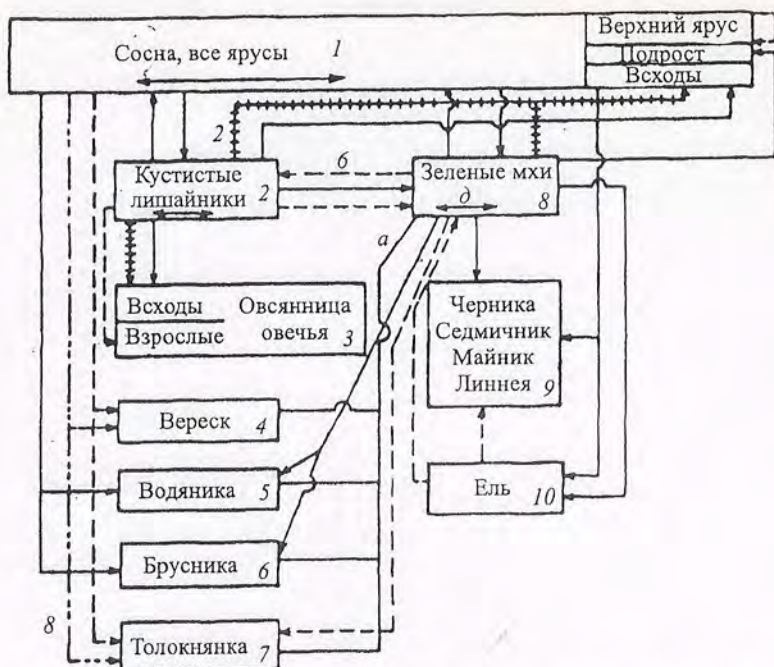 Верхний ярус
Сосна, все ярусы 1
Подрост
Всходы
2
б
Кустистые
лишайники 2
Зеленые мхи
д 8
а
Всходы Овсянница
Взрослые овечья 3
Черника
Седмичник
Майник
Линнея 9
Вереск 4
Водяника 5
Ель 10
Брусника 6
8
Толокнянка 7